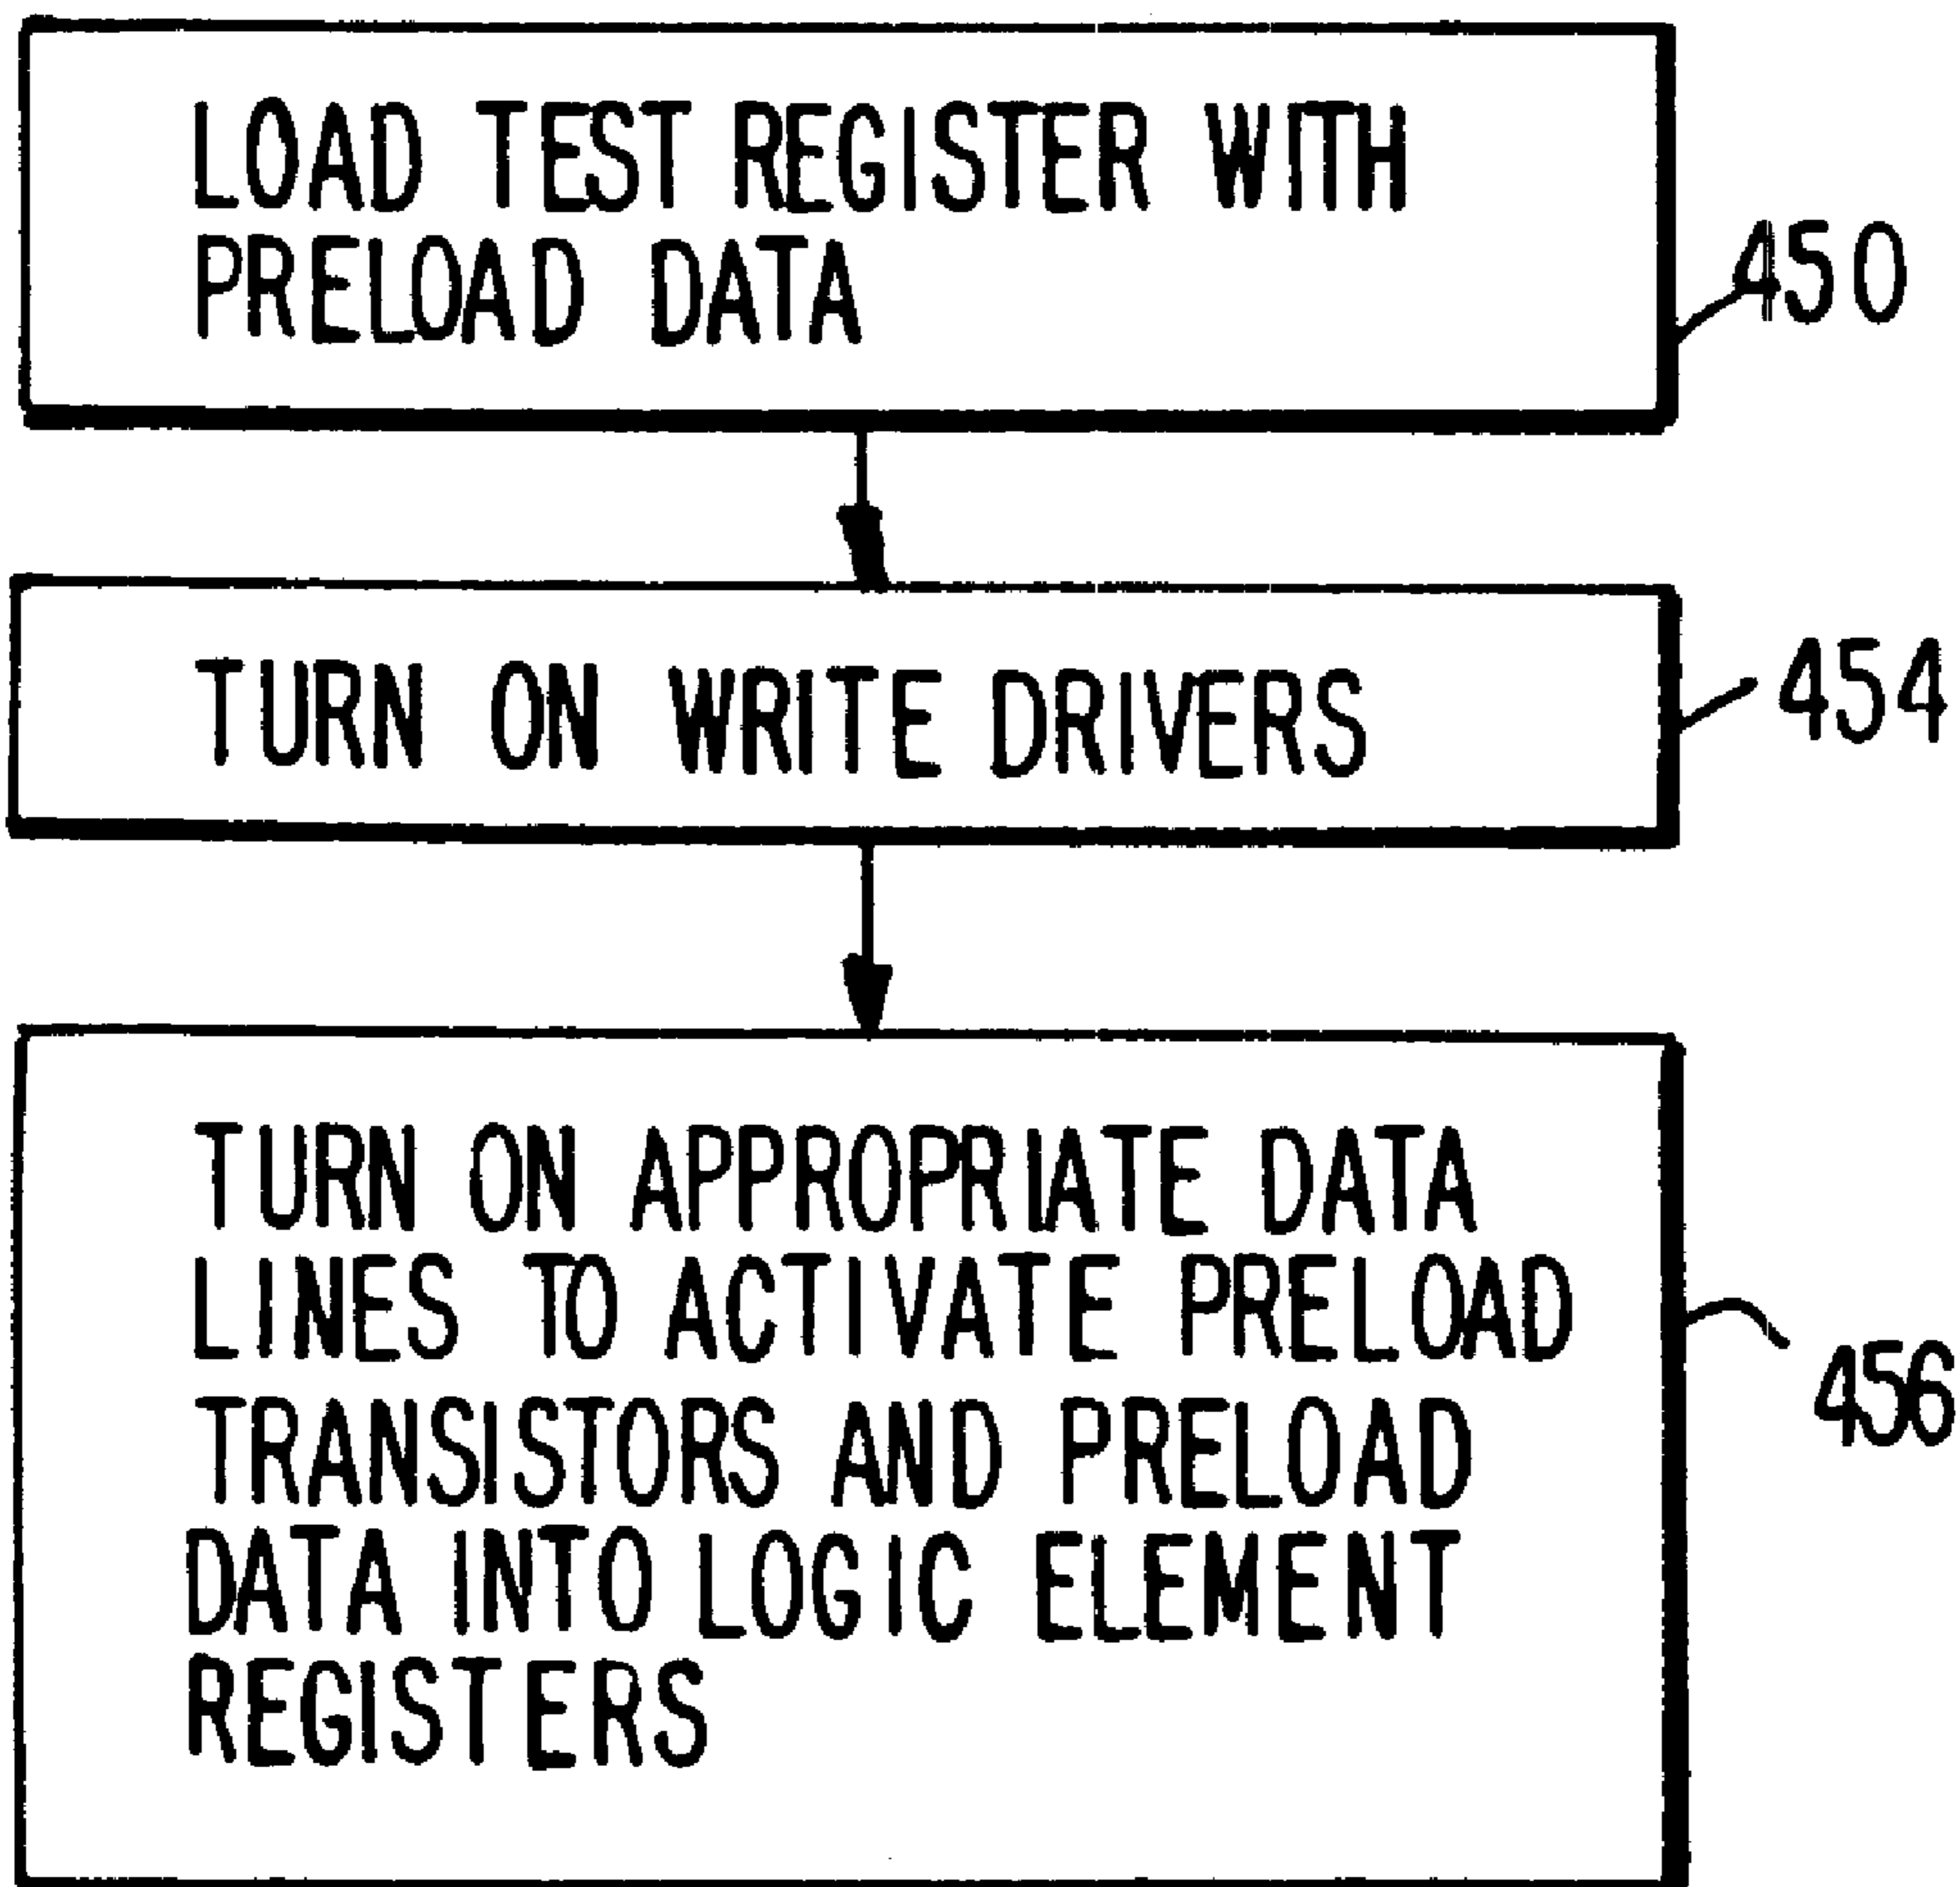 LOAD TEST REGISTER WITH
PRELOAD DATA
450
TURN ON WRITE DRIVERS
454
TURN ON APPROPRIATE DATA
LINES TO ACTIVATE PRELOAD
TRANSISTORS AND PRELOAD
DATA INTO LOGIC ELEMENT
REGISTERS
456